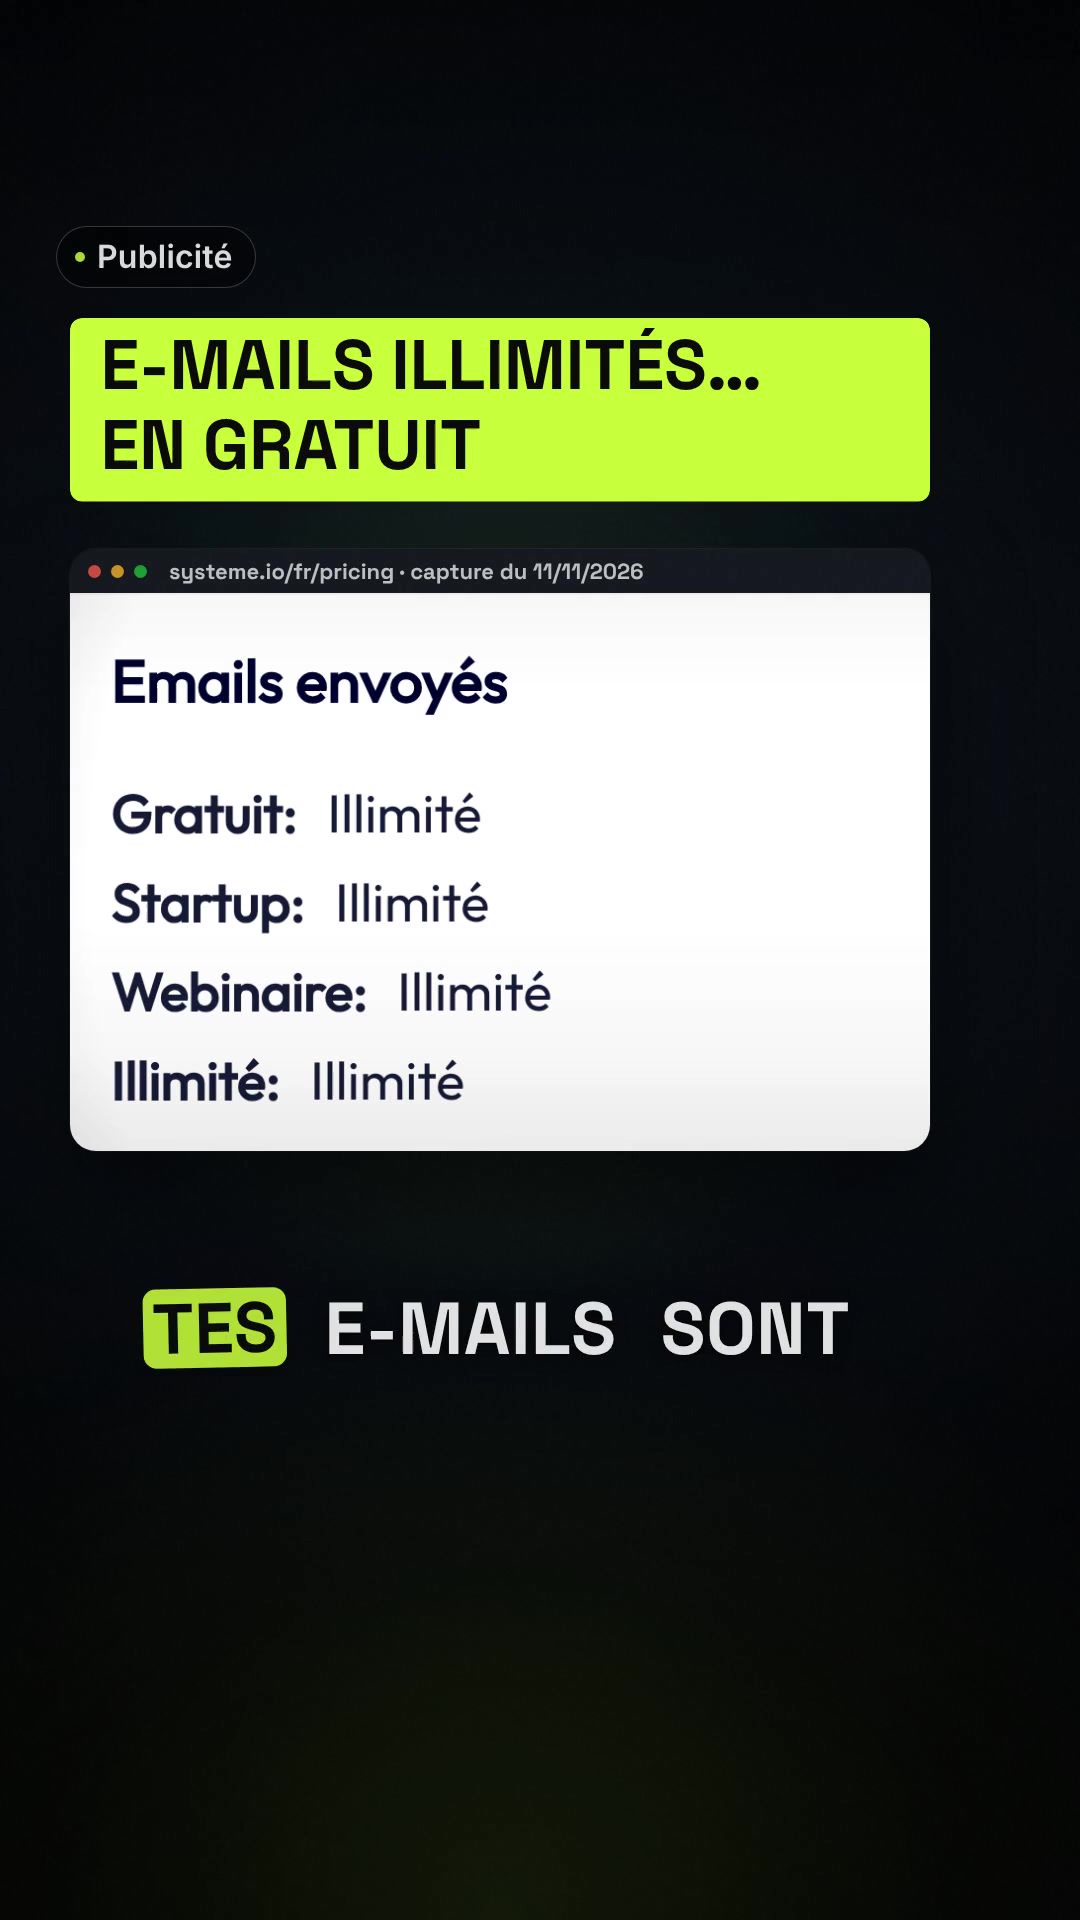 Publicité
E-MAILS ILLIMITÉS...
EN GRATUIT
systeme.io/fr/pricing · capture du 11/11/2026
Emails envoyés
Gratuit: Illimité
Startup: Illimité
Webinaire: Illimité
Illimité: Illimité
TES E-MAILS SONT